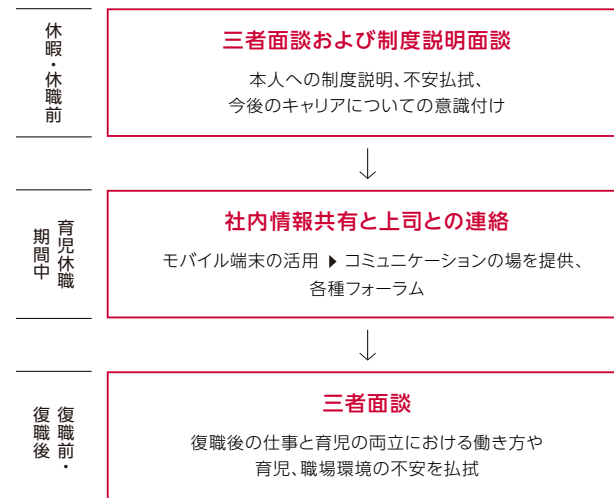 休暇・休職前
三者面談および制度説明面談
本人への制度説明、不安払拭、
今後のキャリアについての意識付け
育児休職
期間中
社内情報共有と上司との連絡
モバイル端末の活用 ▶ コミュニケーションの場を提供、
各種フォーラム
復職前・
復職後
三者面談
復職後の仕事と育児の両立における働き方や
育児、職場環境の不安を払拭